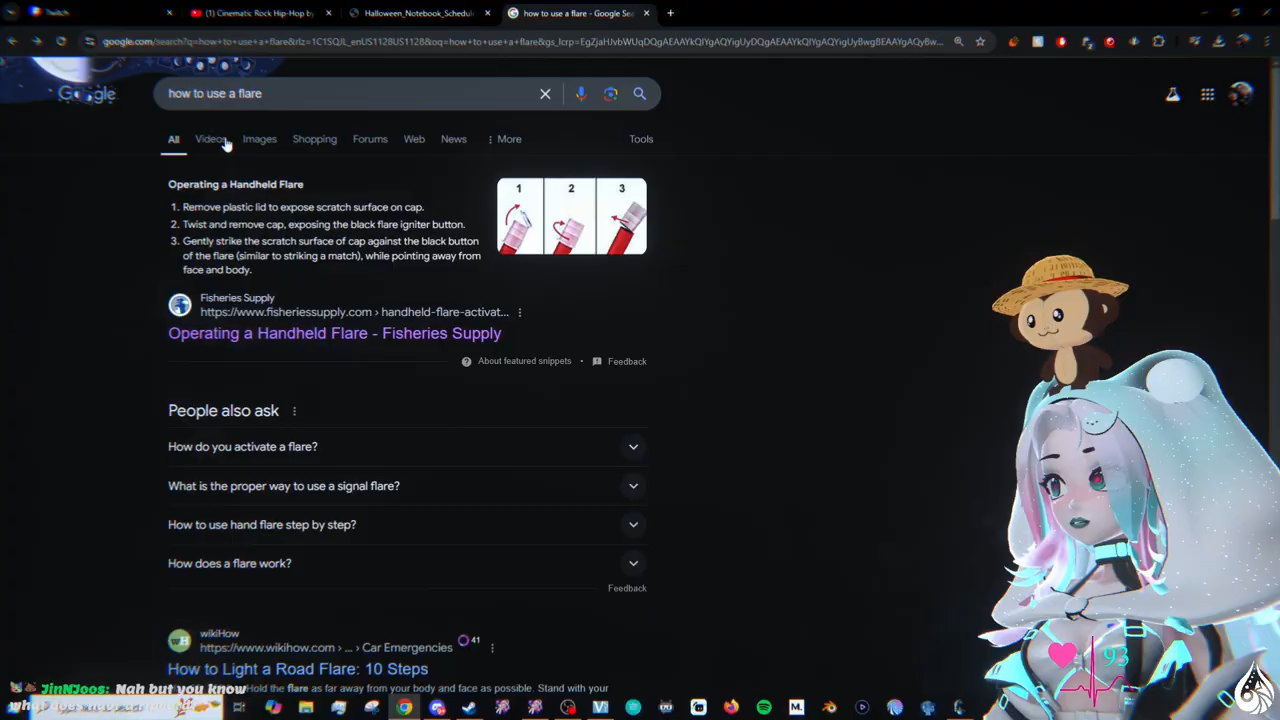 Twitch
(1) Cinematic Rock Hip-Hop by
Halloween_Notebook_Schedule
how to use a flare - Google Sea
Google
how to use a flare
All Videos Images Shopping Forums Web News More Tools
Operating a Handheld Flare
1. Remove plastic lid to expose scratch surface on cap.
2. Twist and remove cap, exposing the black flare igniter button.
3. Gently strike the scratch surface of cap against the black button
of the flare (similar to striking a match), while pointing away from
face and body.
1 2 3
Fisheries Supply
https://www.fisheriessupply.com › handheld-flare-activat...
Operating a Handheld Flare - Fisheries Supply
About featured snippets • Feedback
People also ask
How do you activate a flare?
What is the proper way to use a signal flare?
How to use hand flare step by step?
How does a flare work?
Feedback
wikiHow
https://www.wikihow.com › ... › Car Emergencies 41
How to Light a Road Flare: 10 Steps
Hold the flare as far away from your body and face as possible. Stand with your
JinNJoos: Nah but you know
what does
93